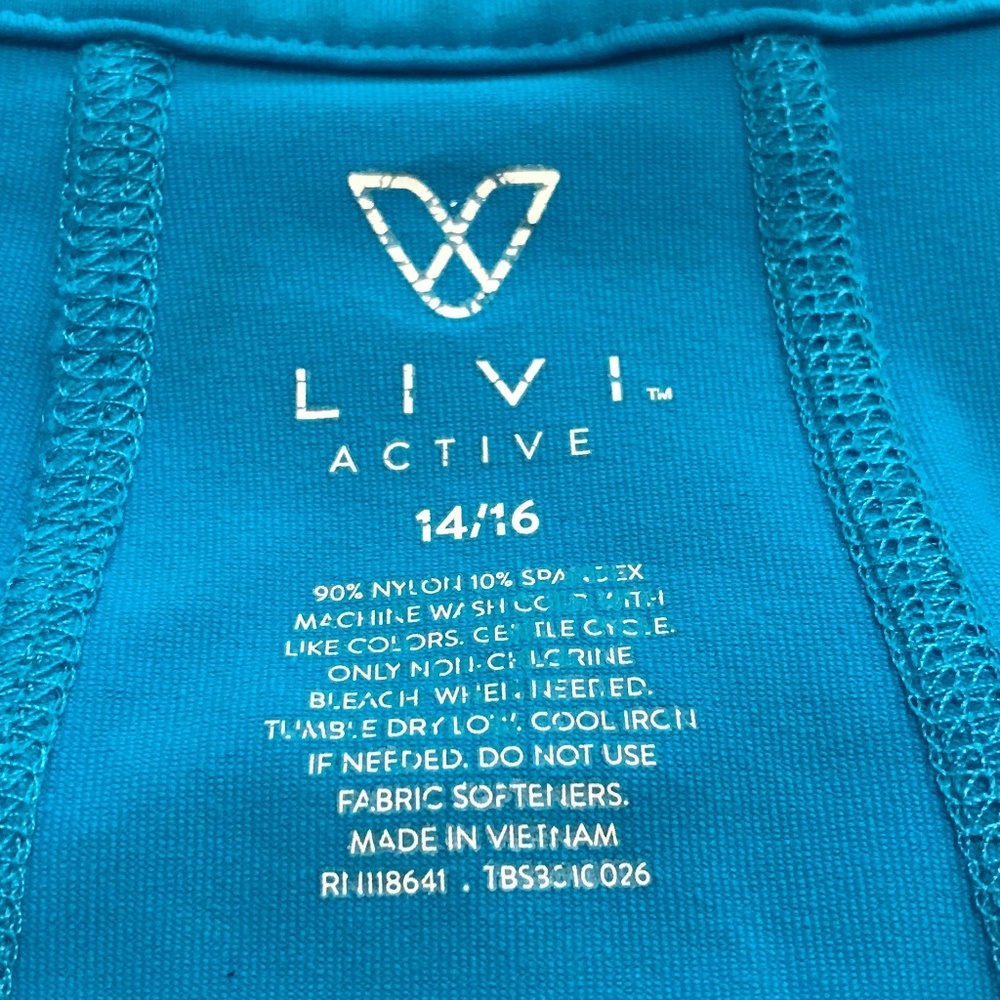 LIVI™
ACTIVE
14/16
90% NYLON 10% SPANDEX
MACHINE WASH COLD WITH
LIKE COLORS. GENTLE CYCLE.
ONLY NON-CHLORINE
BLEACH WHEN NEEDED.
TUMBLE DRY LOW. COOL IRON
IF NEEDED. DO NOT USE
FABRIC SOFTENERS.
MADE IN VIETNAM
RN118641 .